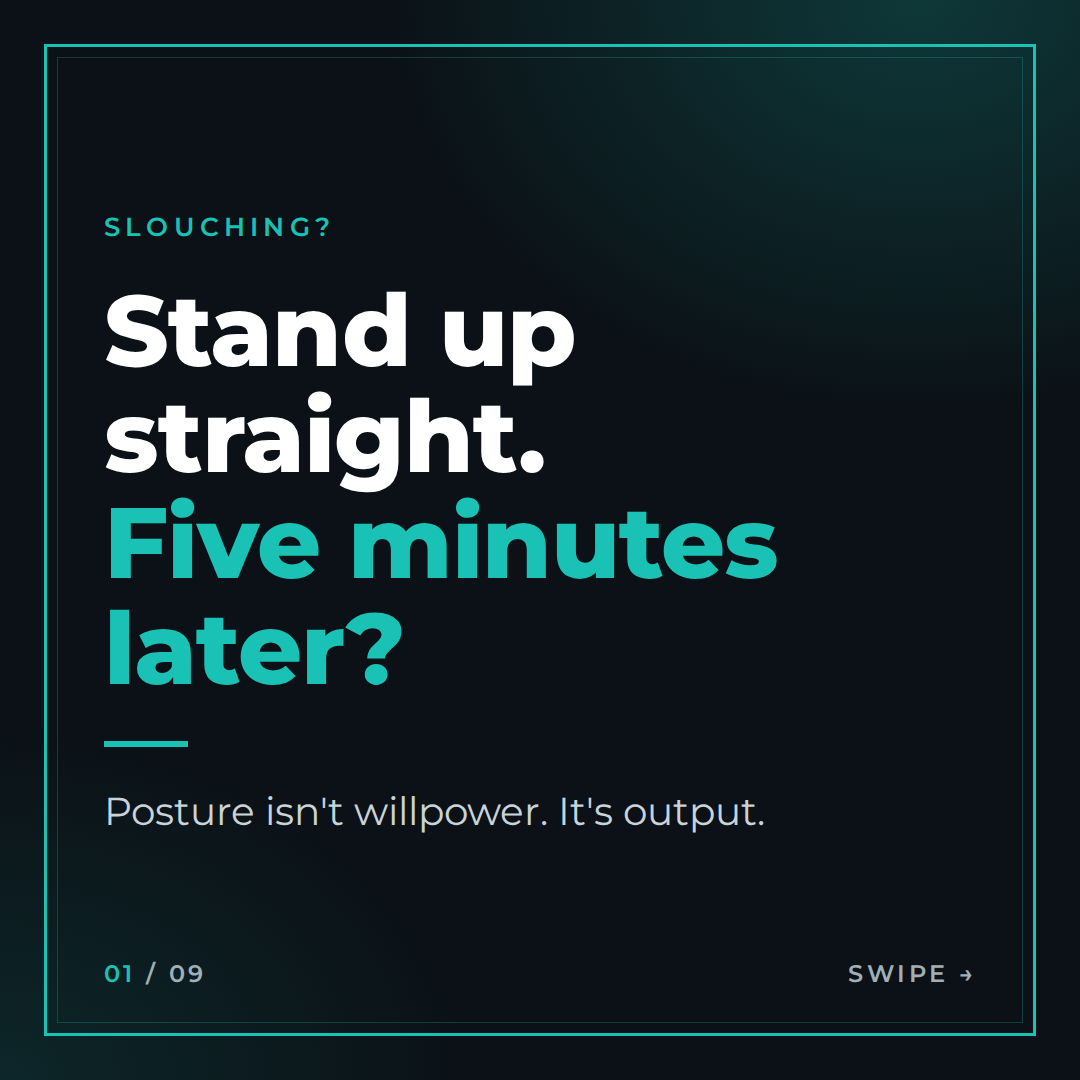 SLOUCHING?
Stand up
straight.
Five minutes
later?
Posture isn't willpower. It's output.
01 / 09
SWIPE →